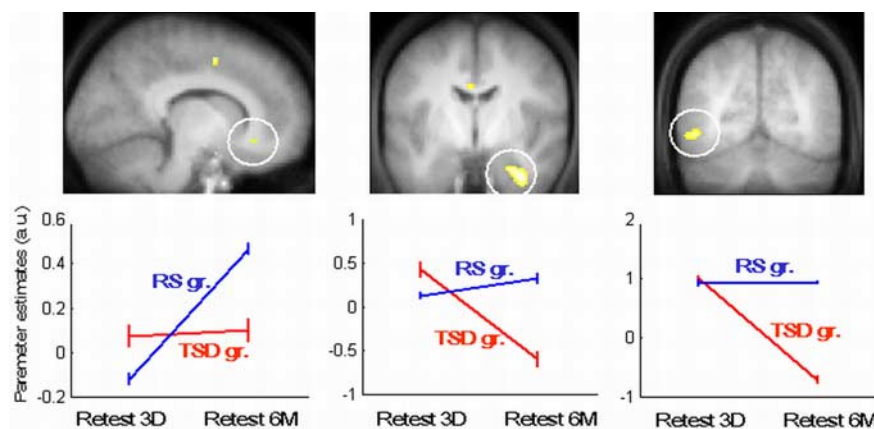 Paremeter estimates (a.u.)
0.6
0.4
0.2
0
-0.2
RS gr.
TSD gr.
Retest 3D Retest 6M
1
0.5
0
-0.5
-1
RS gr.
TSD gr.
Retest 3D Retest 6M
2
1
0
-1
RS gr.
TSD gr.
Retest 3D Retest 6M